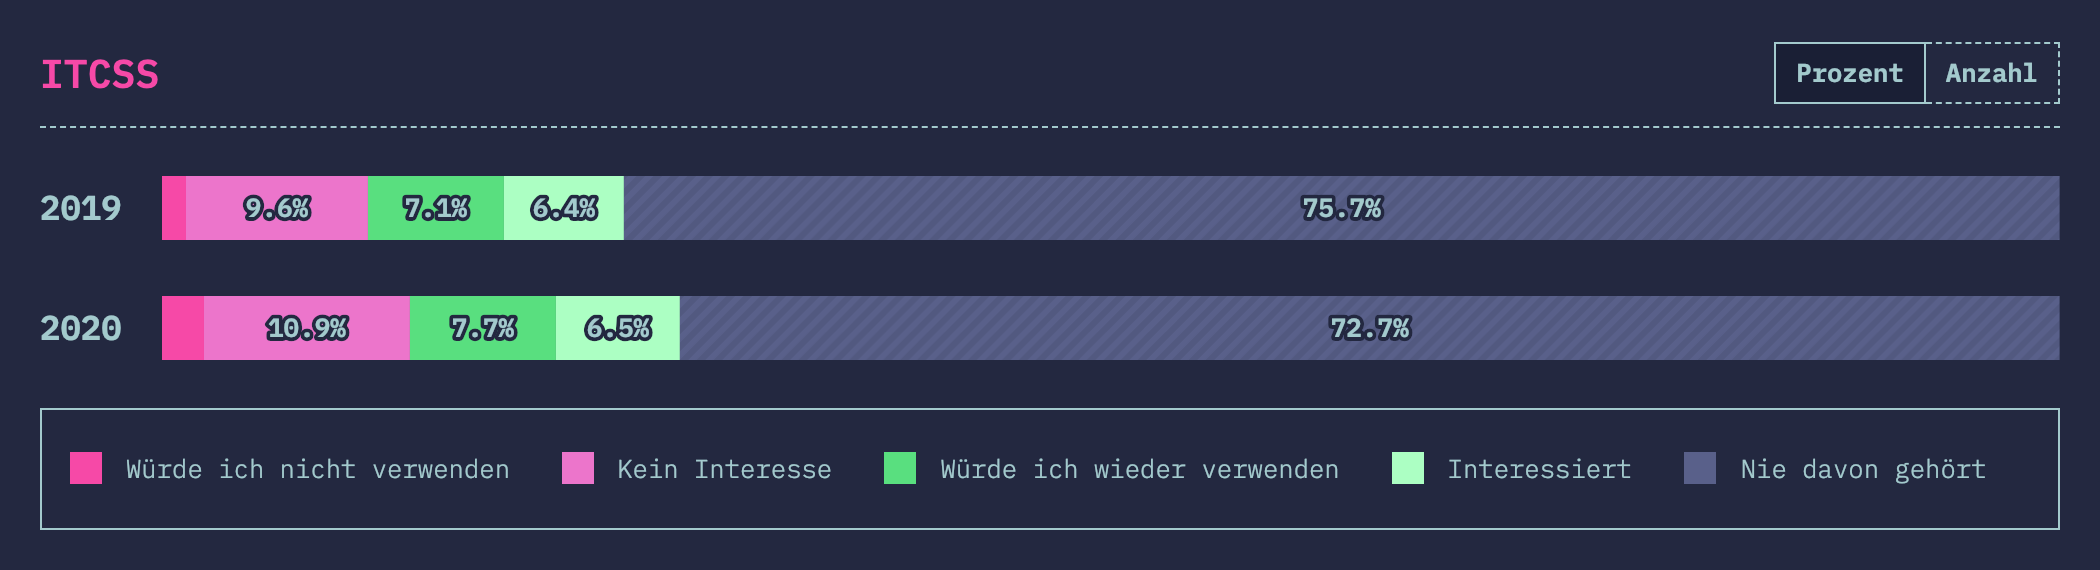 ITCSS
Prozent Anzahl
2019 9.6% 7.1% 6.4% 75.7%
2020 10.9% 7.7% 6.5% 72.7%
Würde ich nicht verwenden Kein Interesse Würde ich wieder verwenden Interessiert Nie davon gehört